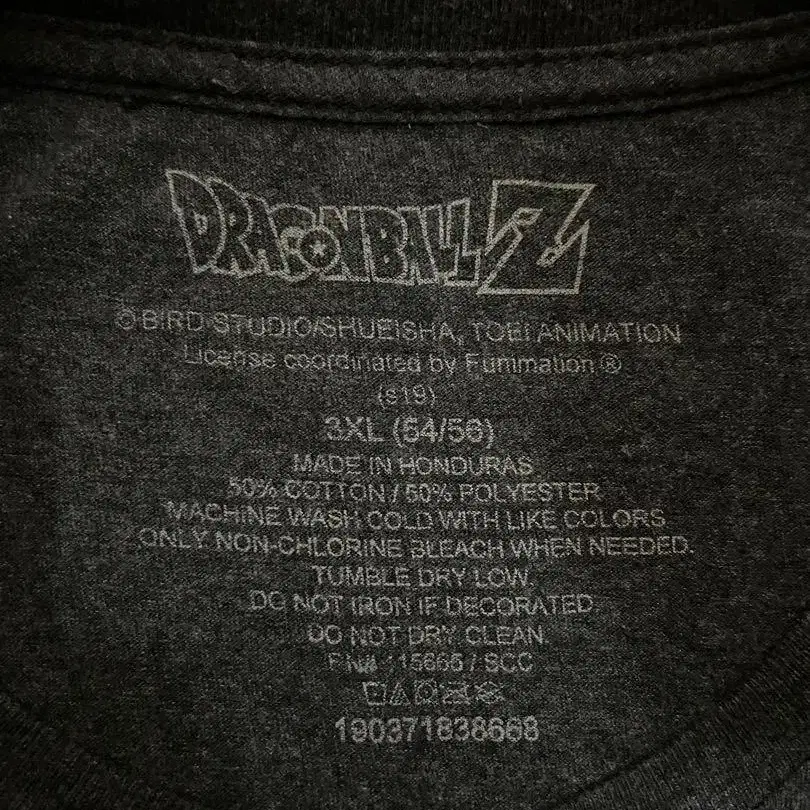 DRAGONBALL Z
©BIRD STUDIO/SHUEISHA, TOEI ANIMATION
License coordinated by Funimation®
(s19)
3XL (54/56)
MADE IN HONDURAS
50% COTTON / 50% POLYESTER
MACHINE WASH COLD WITH LIKE COLORS
ONLY NON-CHLORINE BLEACH WHEN NEEDED.
TUMBLE DRY LOW.
DO NOT IRON IF DECORATED
DO NOT DRY CLEAN.
RN# 115666 / SCC
190371838668